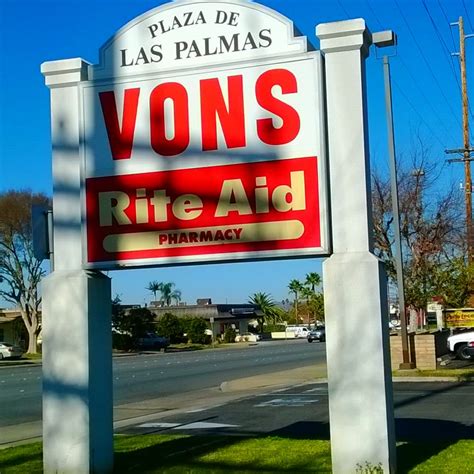 PLAZA DE
LAS PALMAS
VONS
Rite Aid
PHARMACY